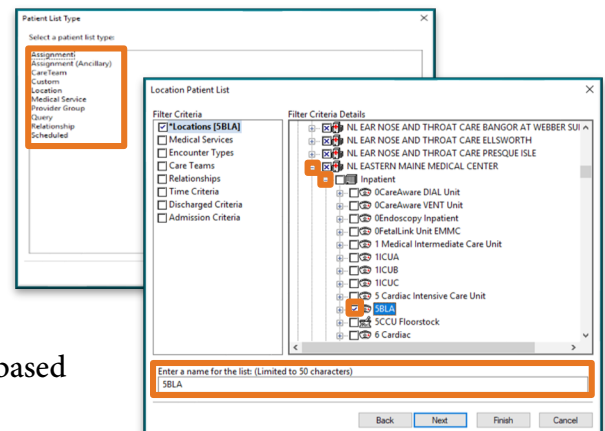 Patient List Type
Select a patient list type:
Assignment
Assignment (Ancillary)
CareTeam
Custom
Location
Medical Service
Provider Group
Query
Relationship
Scheduled
Location Patient List
Filter Criteria
*Locations [5BLA]
Medical Services
Encounter Types
Care Teams
Relationships
Time Criteria
Discharged Criteria
Admission Criteria
Filter Criteria Details
NL EAR NOSE AND THROAT CARE BANGOR AT WEBBER SUI
NL EAR NOSE AND THROAT CARE ELLSWORTH
NL EAR NOSE AND THROAT CARE PRESQUE ISLE
NL EASTERN MAINE MEDICAL CENTER
Inpatient
0CareAware DIAL Unit
0CareAware VENT Unit
0Endoscopy Inpatient
0FetalLink Unit EMMC
1 Medical Intermediate Care Unit
1ICUA
1ICUB
1ICUC
5 Cardiac Intensive Care Unit
5BLA
5CCU Floorstock
6 Cardiac
Enter a name for the list: (Limited to 50 characters)
5BLA
Back Next Finish Cancel
based